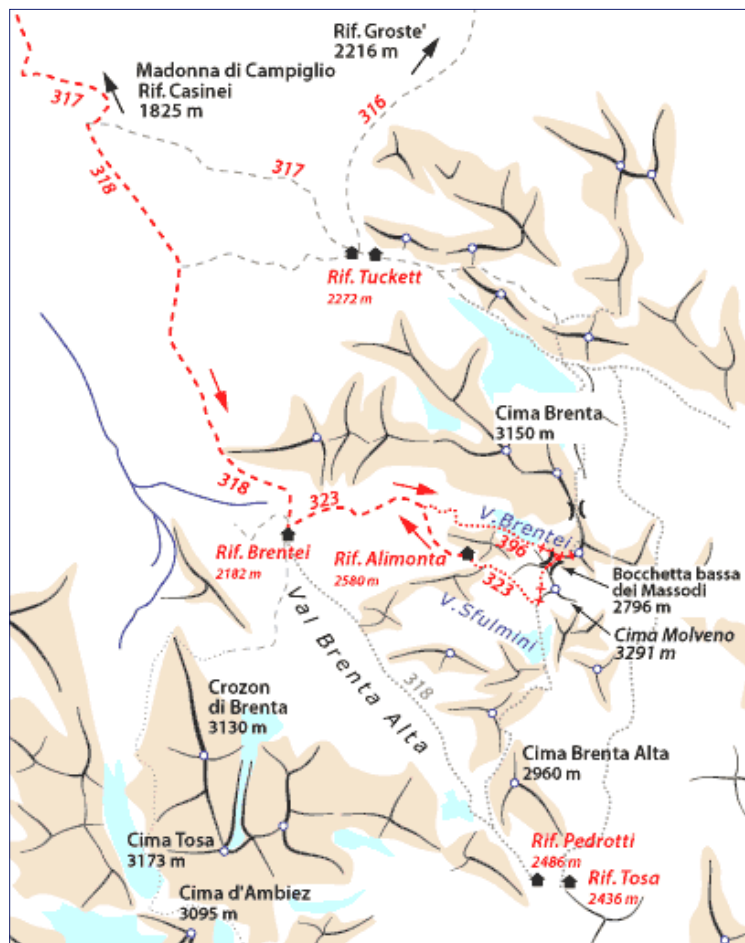 Rif. Groste'
2216 m
Madonna di Campiglio
Rif. Casinei
1825 m
317
316
317
318
Rif. Tuckett
2272 m
Cima Brenta
3150 m
318
323
V. Brentei
396
Rif. Brentei
2182 m
Rif. Alimonta
2580 m
323
Bocchetta bassa
dei Massodi
2796 m
V. Sfulmini
Cima Molveno
3291 m
Val Brenta Alta
318
Crozon
di Brenta
3130 m
Cima Brenta Alta
2960 m
Cima Tosa
3173 m
Rif. Pedrotti
2486 m
Rif. Tosa
2436 m
Cima d'Ambiez
3095 m